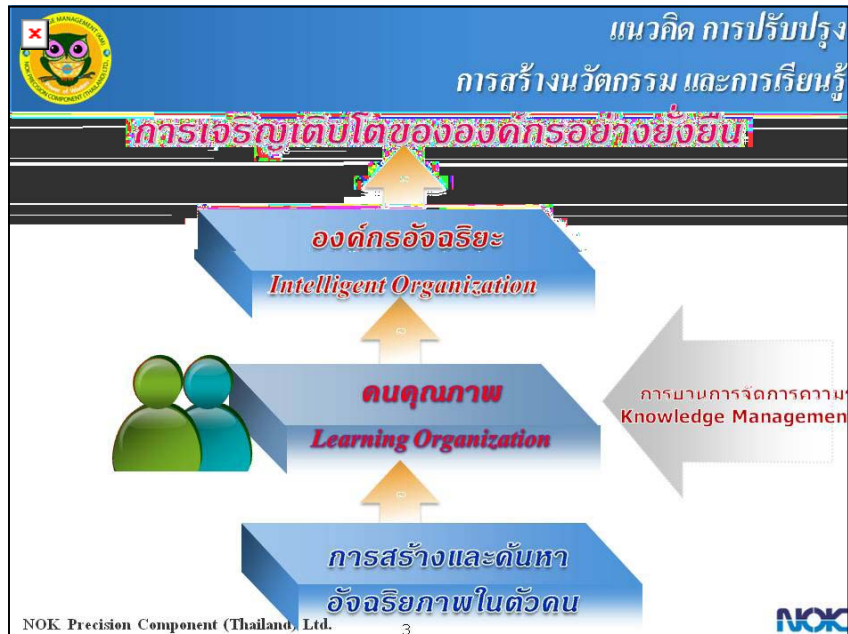 แนวคิด การปรับปรุง
การสร้างนวัตกรรม และการเรียนรู้
การเจริญเติบโตขององค์กรอย่างยั่งยืน
องค์กรอัจฉริยะ
Intelligent Organization
คนคุณภาพ
Learning Organization
Knowledge Managemen
การสร้างและค้นหา
อัจฉริยภาพในตัวคน
NOK Precision Component (Thailand) Ltd.
3
NOK